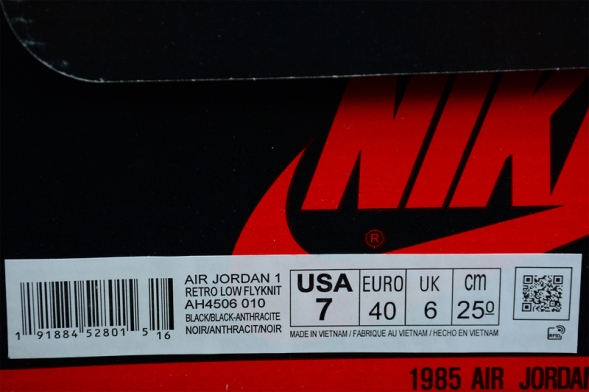 NIK
®
AIR JORDAN 1
RETRO LOW FLYKNIT
AH4506 010
BLACK/BLACK-ANTHRACITE
NOIR/ANTHRACIT/NOIR
USA EURO UK cm
7 40 6 25⁰
MADE IN VIETNAM / FABRIQUE AU VIETNAM / HECHO EN VIETNAM
1 91884 52801 5 16
1985 AIR JORDAN